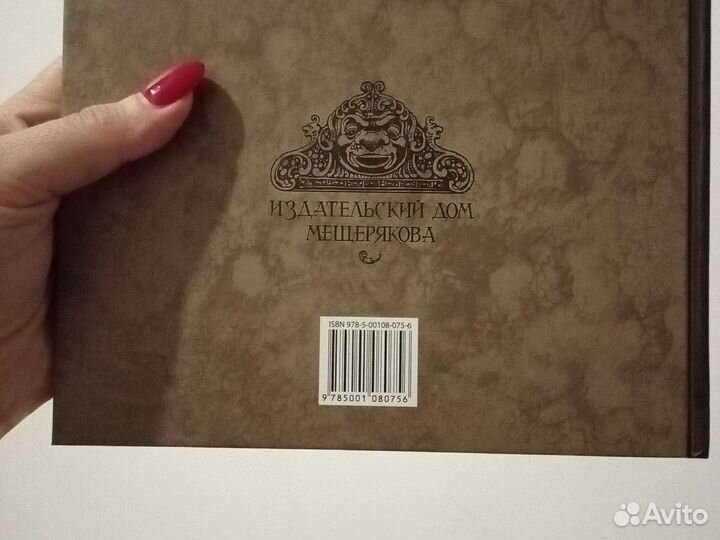 ИЗДАТЕЛЬСКИЙ ДОМ
МЕЩЕРЯКОВА
ISBN 978-5-00108-075-6
9 785001 080756
Avito